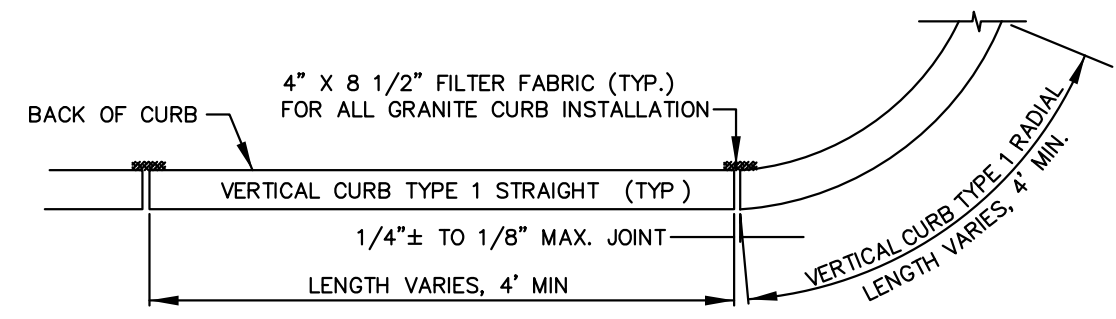 4" X 8 1/2" FILTER FABRIC (TYP.)
FOR ALL GRANITE CURB INSTALLATION
BACK OF CURB
VERTICAL CURB TYPE 1 STRAIGHT (TYP )
1/4"± TO 1/8" MAX. JOINT
LENGTH VARIES, 4' MIN
VERTICAL CURB TYPE 1 RADIAL
LENGTH VARIES, 4' MIN.